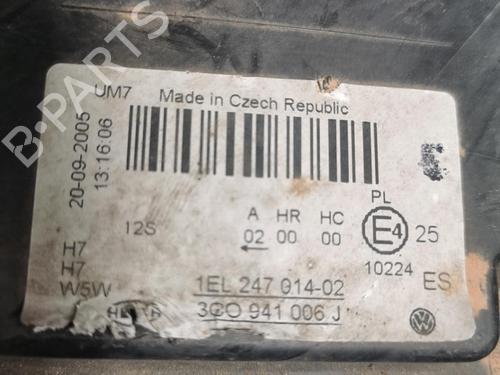 B-PARTS
UM7 Made in Czech Republic
20-09-2005
13:16:06
PL
12S
A HR HC
02 00 00
E4 25
10224
H7
H7
W5W
1EL 247 014-02
ES
3CO 941 006 J